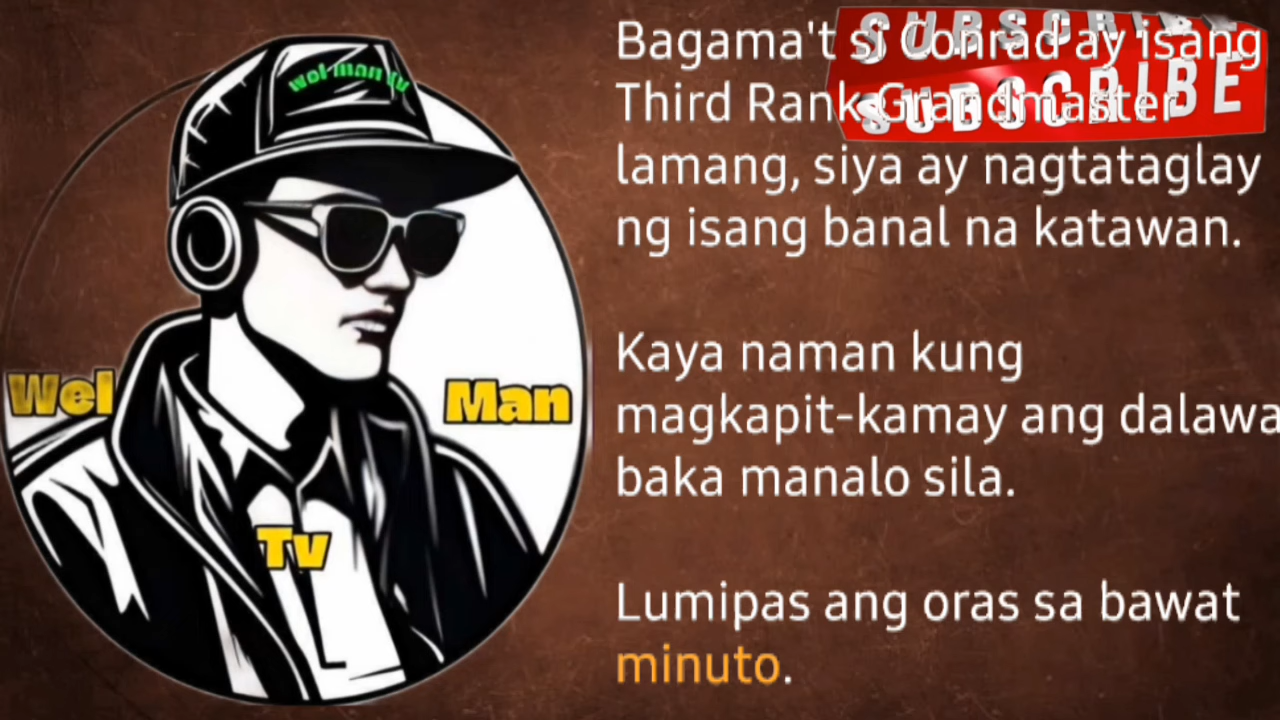 SUBSCRIBE
Bagama't si Conrad ay isang
SUBSCRIBE
Third Rank Grandmaster
lamang, siya ay nagtataglay
ng isang banal na katawan.
Kaya naman kung
magkapit-kamay ang dalawa
baka manalo sila.
Lumipas ang oras sa bawat
minuto.
wel man tv
Wel
Man
Tv